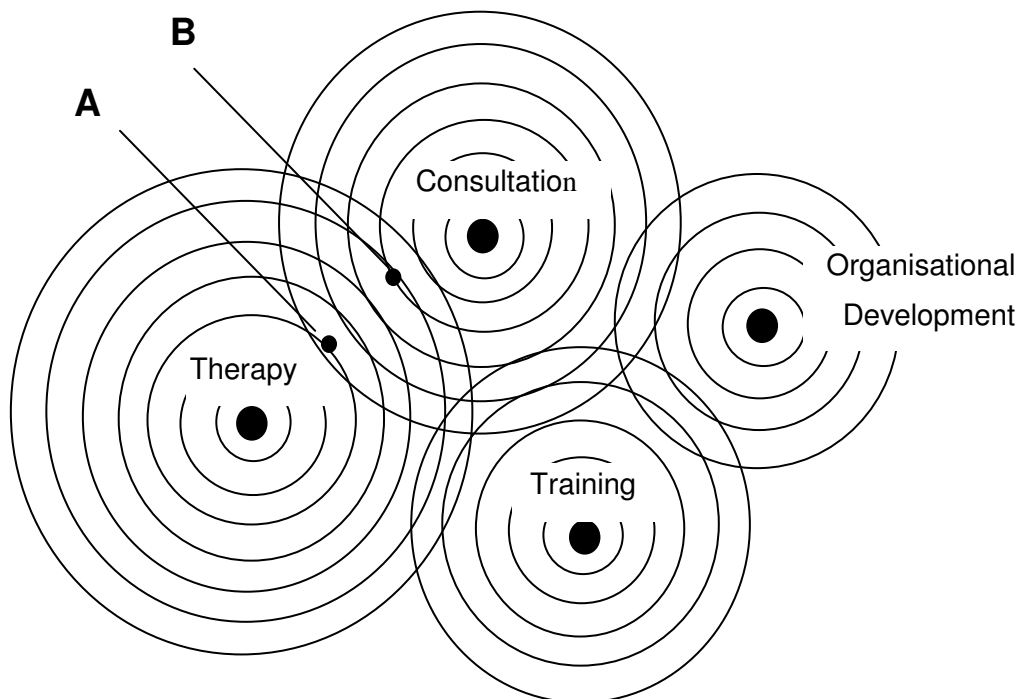 B
A
Consultation
Organisational
Development
Therapy
Training